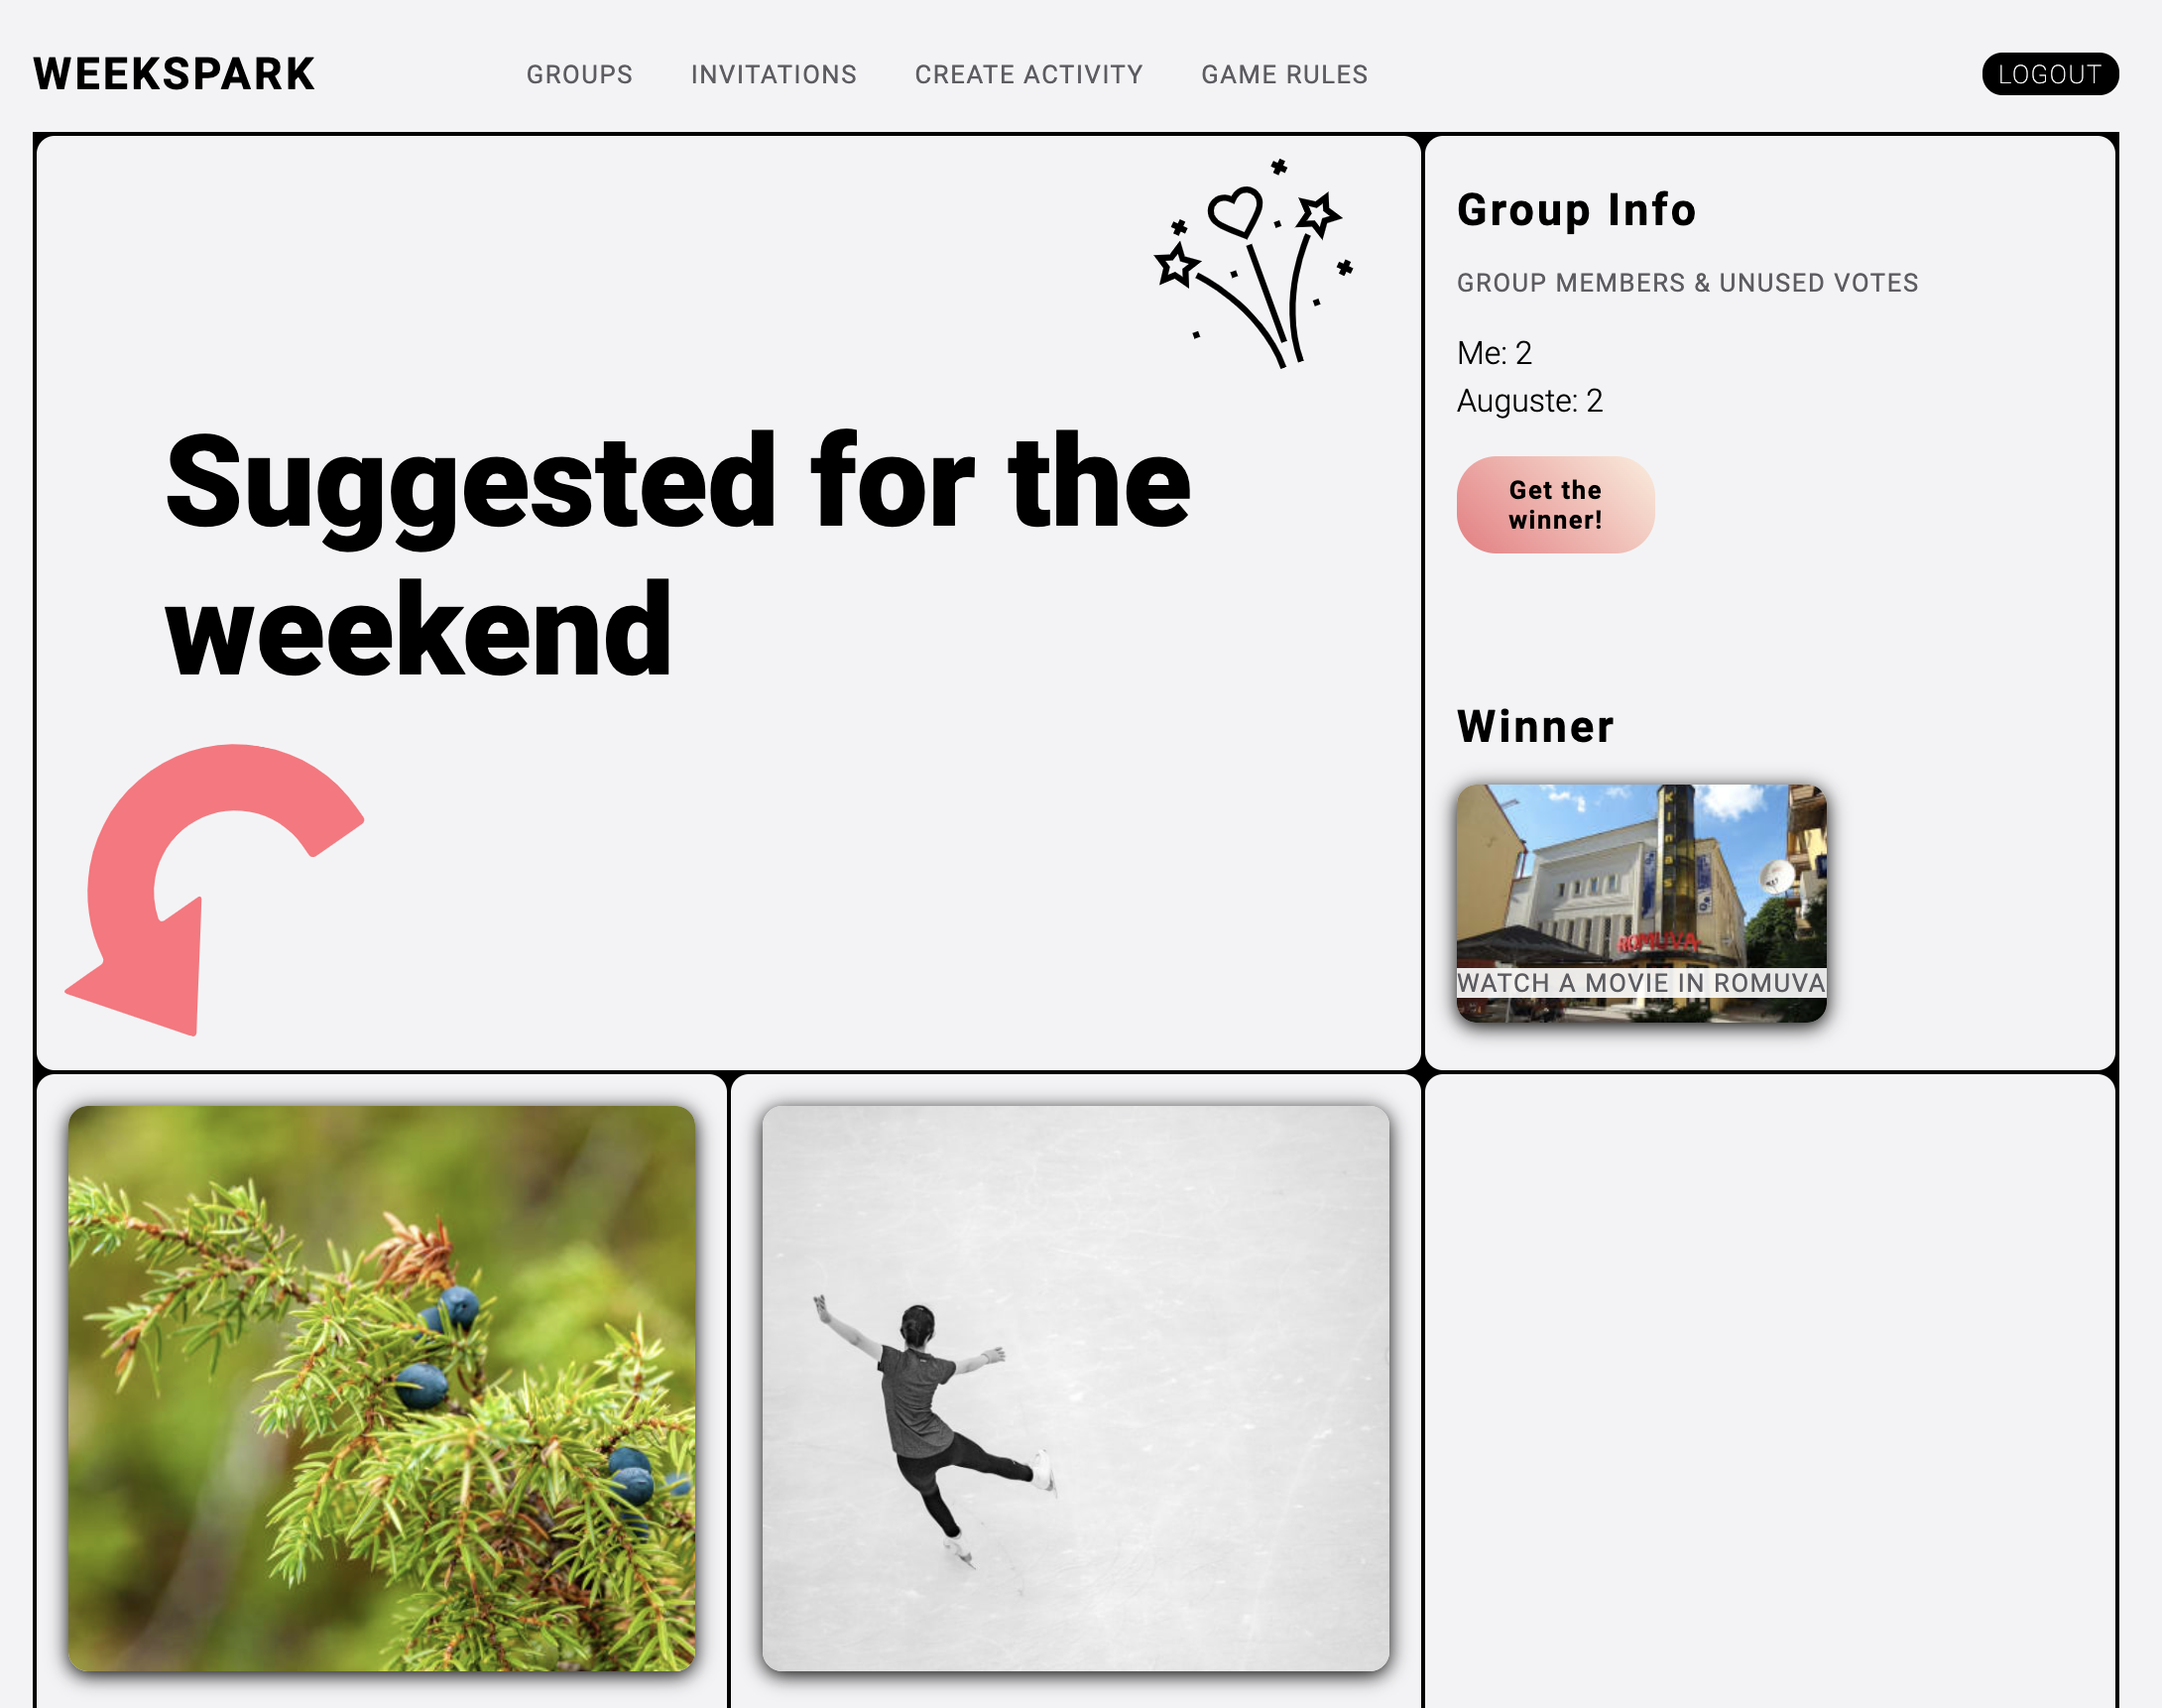 WEEKSPARK
GROUPS
INVITATIONS
CREATE ACTIVITY
GAME RULES
LOGOUT
Suggested for the
weekend
Group Info
GROUP MEMBERS & UNUSED VOTES
Me: 2
Auguste: 2
Get the
winner!
Winner
Kinas
ROMUVA
WATCH A MOVIE IN ROMUVA